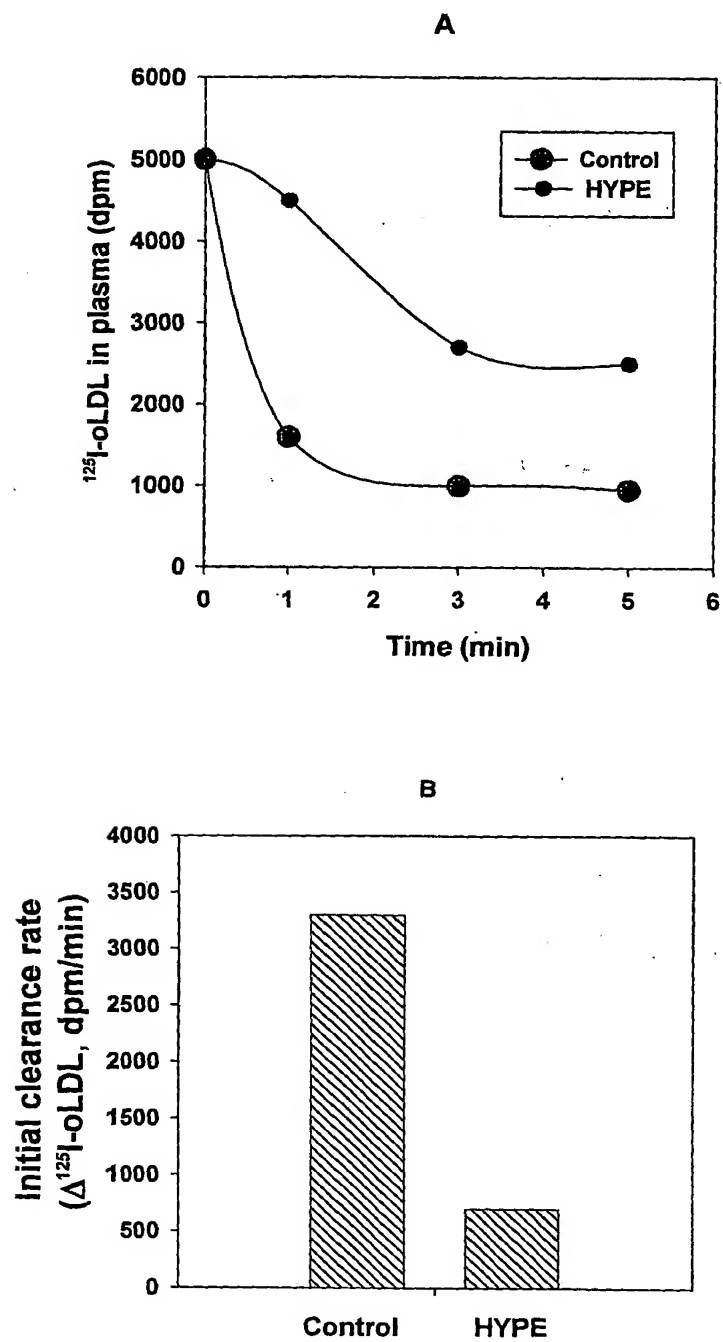 A
6000
5000
4000
3000
2000
1000
0
¹²⁵I-oLDL in plasma (dpm)
Control
HYPE
0 1 2 3 4 5 6
Time (min)
B
4000
3500
3000
2500
2000
1500
1000
500
0
Initial clearance rate
(Δ¹²⁵I-oLDL, dpm/min)
Control HYPE